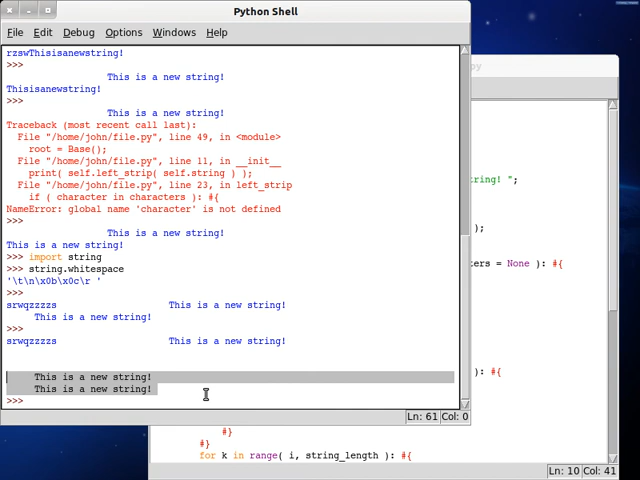 Python Shell
File Edit Debug Options Windows Help
rzswThisisanewstring!
>>>
This is a new string!
Thisisanewstring!
>>>
This is a new string!
Traceback (most recent call last):
File "/home/john/file.py", line 49, in <module>
root = Base();
File "/home/john/file.py", line 11, in __init__
print( self.left_strip( self.string ) );
File "/home/john/file.py", line 23, in left_strip
if ( character in characters ): #{
NameError: global name 'character' is not defined
>>>
This is a new string!
This is a new string!
>>> import string
>>> string.whitespace
'\t\n\x0b\x0c\r '
>>>
srwqzzzzs This is a new string!
This is a new string!
>>>
srwqzzzzs This is a new string!
This is a new string!
This is a new string!
>>>
Ln: 61 Col: 0
py
tring! ";
);
ters = None ): #{
): #{
#}
#}
for k in range( i, string_length ): #{
Ln: 10 Col: 41